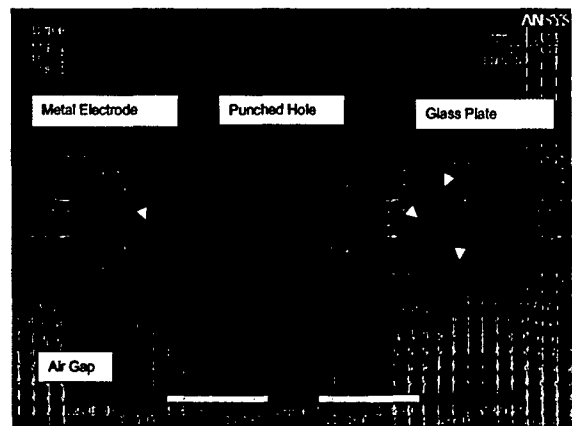 ANSYS
Metal Electrode
Punched Hole
Glass Plate
Air Gap